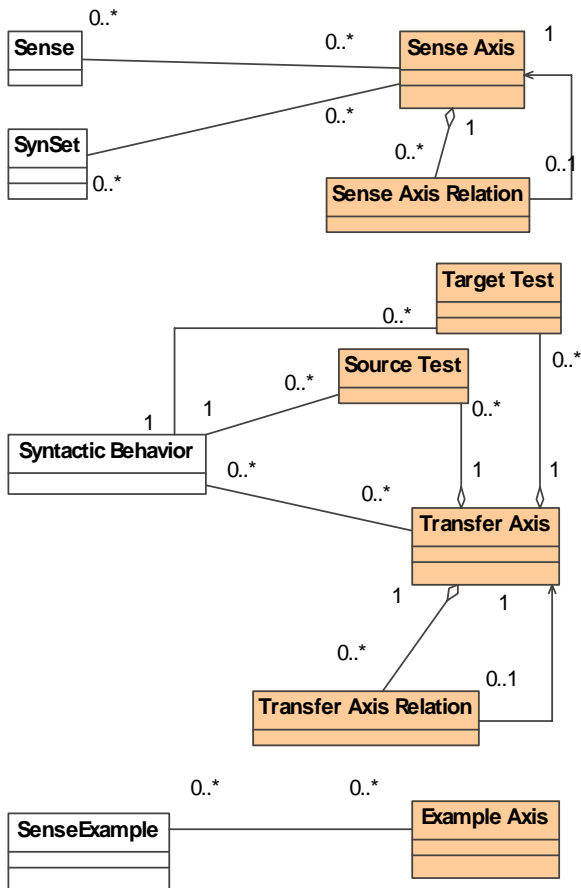 0..*
Sense
0..*
Sense Axis
1
0..*
SynSet
0..*
1
0..*
0..1
Sense Axis Relation
Target Test
0..*
Source Test
0..*
0..*
0..*
1
1
Syntactic Behavior
0..*
1
1
0..*
Transfer Axis
1
1
0..*
0..1
Transfer Axis Relation
0..*
0..*
SenseExample
Example Axis